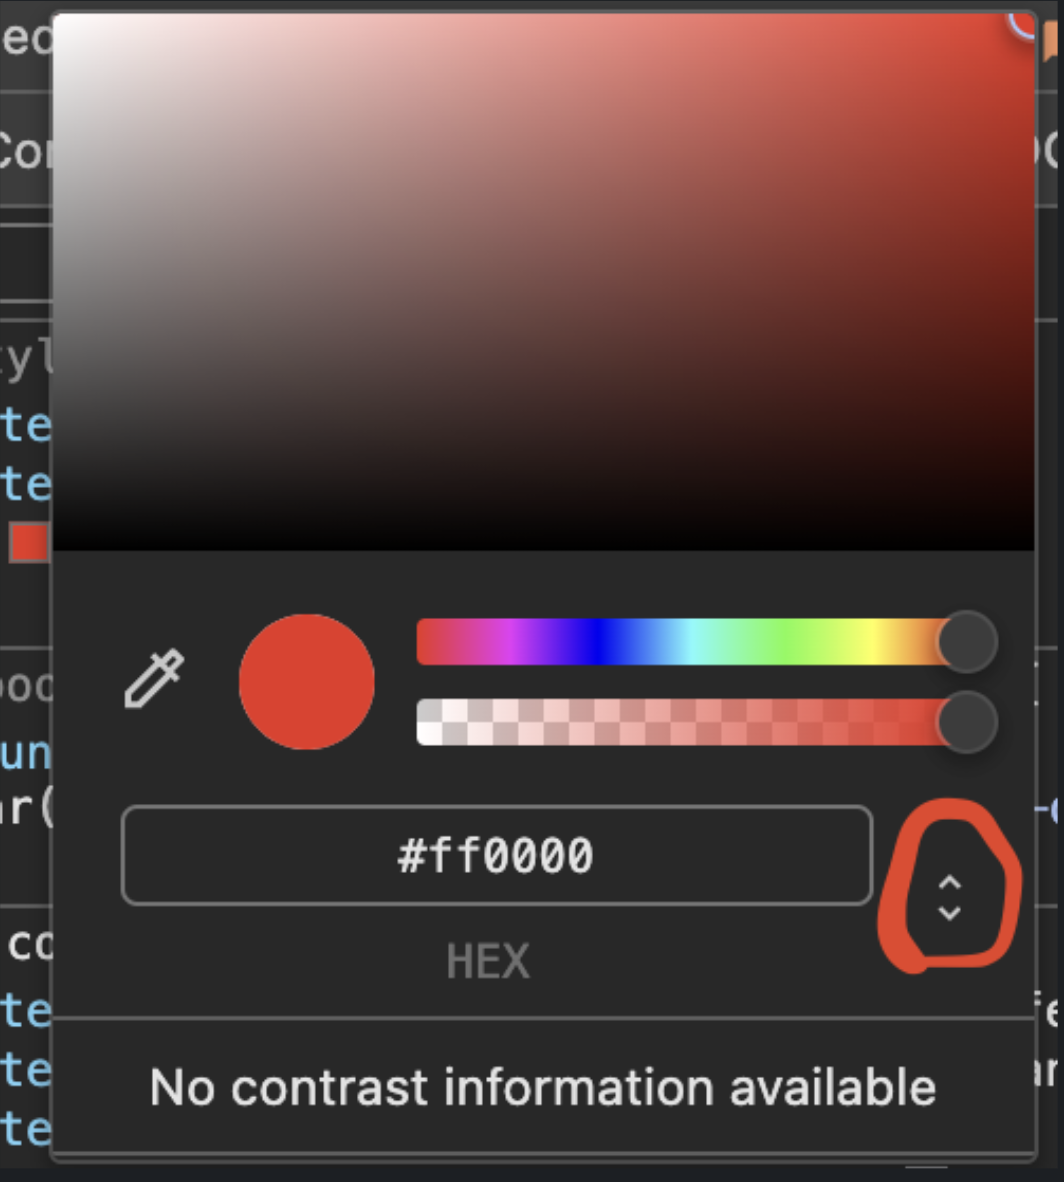 #ff0000
HEX
No contrast information available